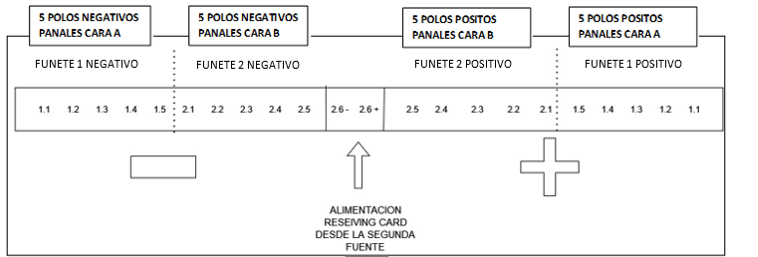 5 POLOS NEGATIVOS
PANALES CARA A
5 POLOS NEGATIVOS
PANALES CARA B
5 POLOS POSITOS
PANALES CARA B
5 POLOS POSITOS
PANALES CARA A
FUNETE 1 NEGATIVO
FUNETE 2 NEGATIVO
FUNETE 2 POSITIVO
FUNETE 1 POSITIVO
1.1 1.2 1.3 1.4 1.5 2.1 2.2 2.3 2.4 2.5 2.6 - 2.6 + 2.5 2.4 2.3 2.2 2.1 1.5 1.4 1.3 1.2 1.1
ALIMENTACION
RESEIVING CARD
DESDE LA SEGUNDA
FUENTE